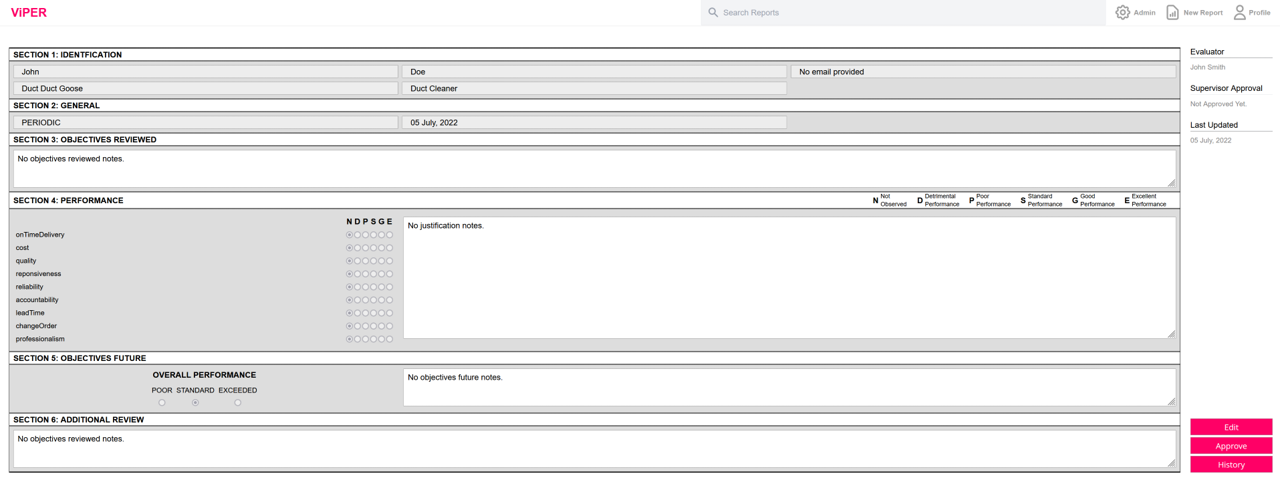 ViPER
Search Reports
Admin
New Report
Profile
SECTION 1: IDENTFICATION
John
Doe
No email provided
Duct Duct Goose
Duct Cleaner
SECTION 2: GENERAL
PERIODIC
05 July, 2022
SECTION 3: OBJECTIVES REVIEWED
No objectives reviewed notes.
SECTION 4: PERFORMANCE
N Not Observed
D Detrimental Performance
P Poor Performance
S Standard Performance
G Good Performance
E Excellent Performance
N D P S G E
onTimeDelivery
cost
quality
reponsiveness
reliability
accountability
leadTime
changeOrder
professionalism
No justification notes.
SECTION 5: OBJECTIVES FUTURE
OVERALL PERFORMANCE
POOR STANDARD EXCEEDED
No objectives future notes.
SECTION 6: ADDITIONAL REVIEW
No objectives reviewed notes.
Evaluator
John Smith
Supervisor Approval
Not Approved Yet.
Last Updated
05 July, 2022
Edit
Approve
History